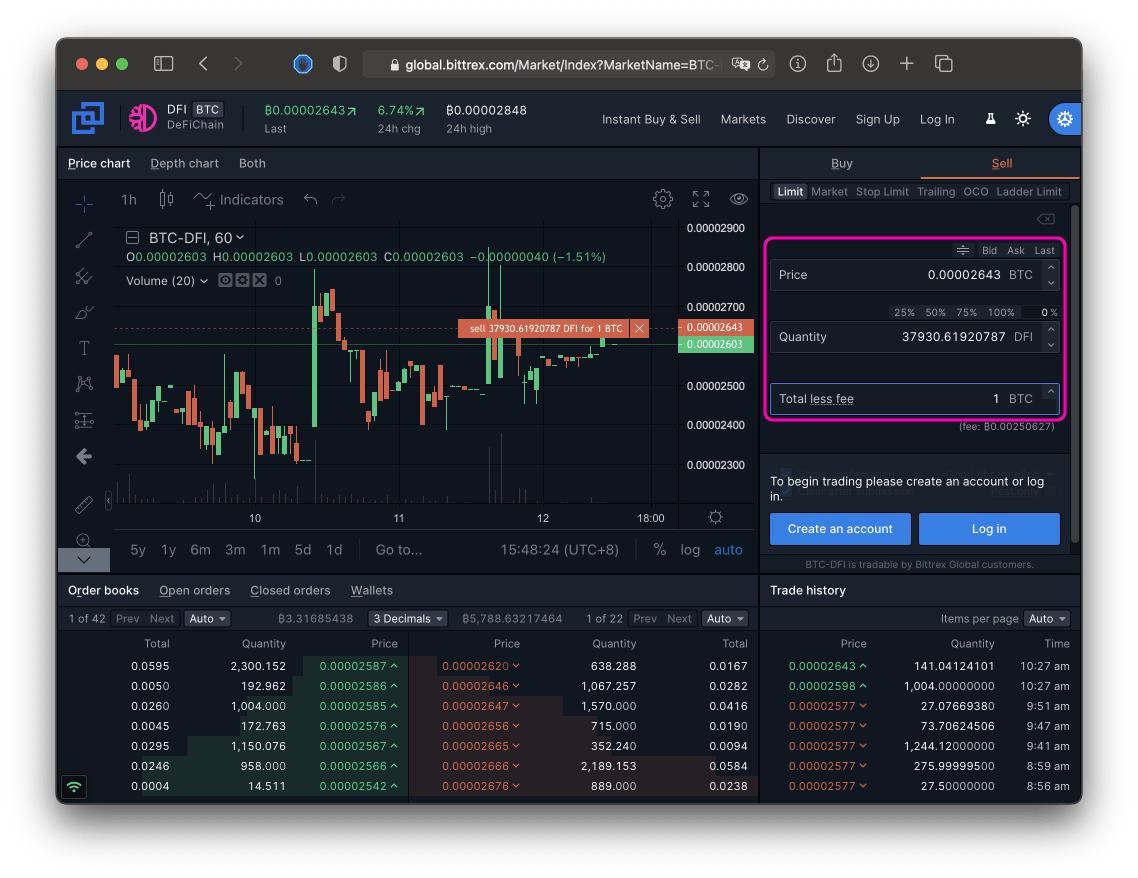 global.bittrex.com/Market/Index?MarketName=BTC-
DFI BTC
DeFiChain
₿0.00002643↗
Last
6.74%↗
24h chg
₿0.00002848
24h high
Instant Buy & Sell Markets Discover Sign Up Log In
Price chart Depth chart Both
1h Indicators
BTC-DFI, 60
O0.00002603 H0.00002603 L0.00002603 C0.00002603 −0.00000040 (−1.51%)
Volume (20) 0
sell 37930.61920787 DFI for 1 BTC
0.00002900
0.00002800
0.00002700
0.00002643
0.00002603
0.00002500
0.00002400
0.00002300
10 11 12 18:00
5y 1y 6m 3m 1m 5d 1d Go to... 15:48:24 (UTC+8) % log auto
Buy Sell
Limit Market Stop Limit Trailing OCO Ladder Limit
Bid Ask Last
Price 0.00002643 BTC
25% 50% 75% 100% 0 %
Quantity 37930.61920787 DFI
Total less fee 1 BTC
(fee: ₿0.00250627)
To begin trading please create an account or log
in.
Create an account Log in
BTC-DFI is tradable by Bittrex Global customers.
Order books Open orders Closed orders Wallets
1 of 42 Prev Next Auto ₿3.31685438 3 Decimals ₿5,788.63217464 1 of 22 Prev Next Auto
Total Quantity Price Price Quantity Total
0.0595 2,300.152 0.00002587 0.00002620 638.288 0.0167
0.0050 192.962 0.00002586 0.00002646 1,067.257 0.0282
0.0260 1,004.000 0.00002585 0.00002647 1,570.000 0.0416
0.0045 172.763 0.00002576 0.00002656 715.000 0.0190
0.0295 1,150.076 0.00002567 0.00002665 352.240 0.0094
0.0246 958.000 0.00002566 0.00002666 2,189.153 0.0584
0.0004 14.511 0.00002542 0.00002676 889.000 0.0238
Trade history
Items per page Auto
Price Quantity Time
0.00002643 141.04124101 10:27 am
0.00002598 1,004.00000000 10:27 am
0.00002577 27.07669380 9:51 am
0.00002577 73.70624506 9:47 am
0.00002577 1,244.12000000 9:41 am
0.00002577 275.99999500 8:59 am
0.00002577 27.50000000 8:56 am